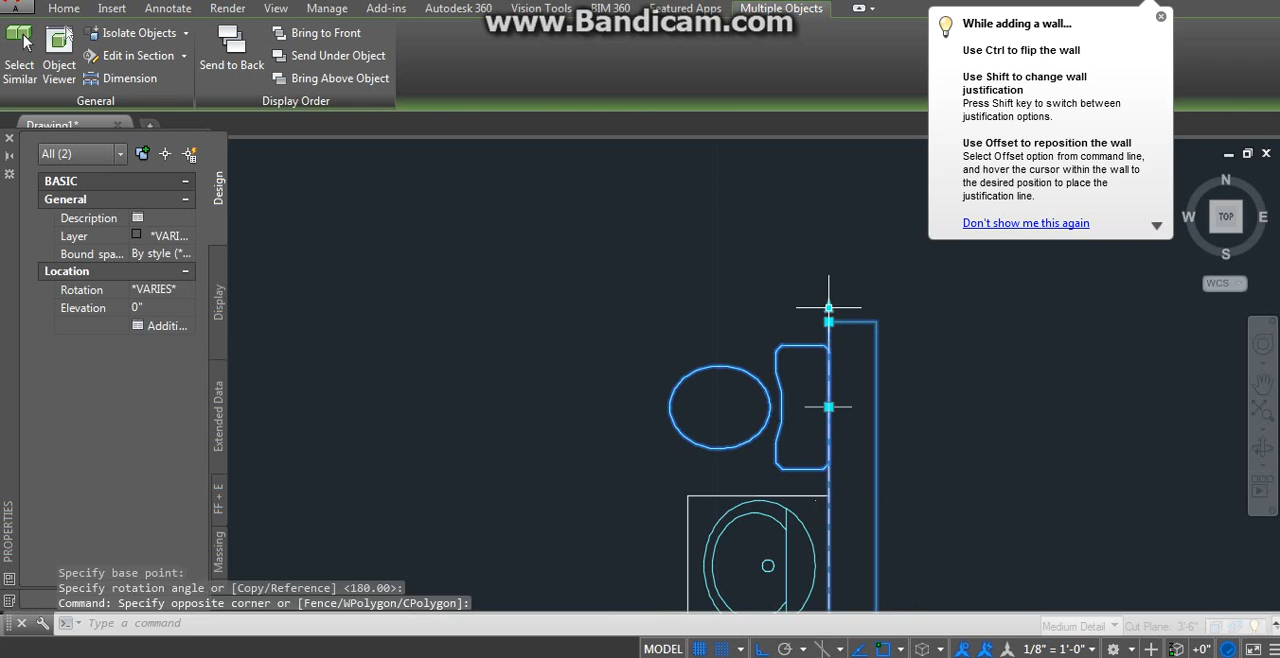 Home Insert Annotate Render View Manage Add-ins Autodesk 360 Vision Tools BIM 360 Featured Apps Multiple Objects
www.Bandicam.com
Select Similar
Object Viewer
Isolate Objects
Edit in Section
Dimension
General
Send to Back
Bring to Front
Send Under Object
Bring Above Object
Display Order
While adding a wall...
Use Ctrl to flip the wall
Use Shift to change wall
justification
Press Shift key to switch between
justification options.
Use Offset to reposition the wall
Select Offset option from command line,
and hover the cursor within the wall to
the desired position to place the
justification line.
Don't show me this again
Drawing1*
All (2)
BASIC
General
Description
Layer *VARI...
Bound spa... By style (*...
Location
Rotation *VARIES*
Elevation 0"
Additi...
Design
Display
Extended Data
FF + E
Massing
PROPERTIES
N
W TOP E
S
WCS
Specify base point:
Specify rotation angle or [Copy/Reference] <180.00>:
Command: Specify opposite corner or [Fence/WPolygon/CPolygon]:
Type a command
Medium Detail Cut Plane: 3'-6"
MODEL 1/8" = 1'-0" +0"